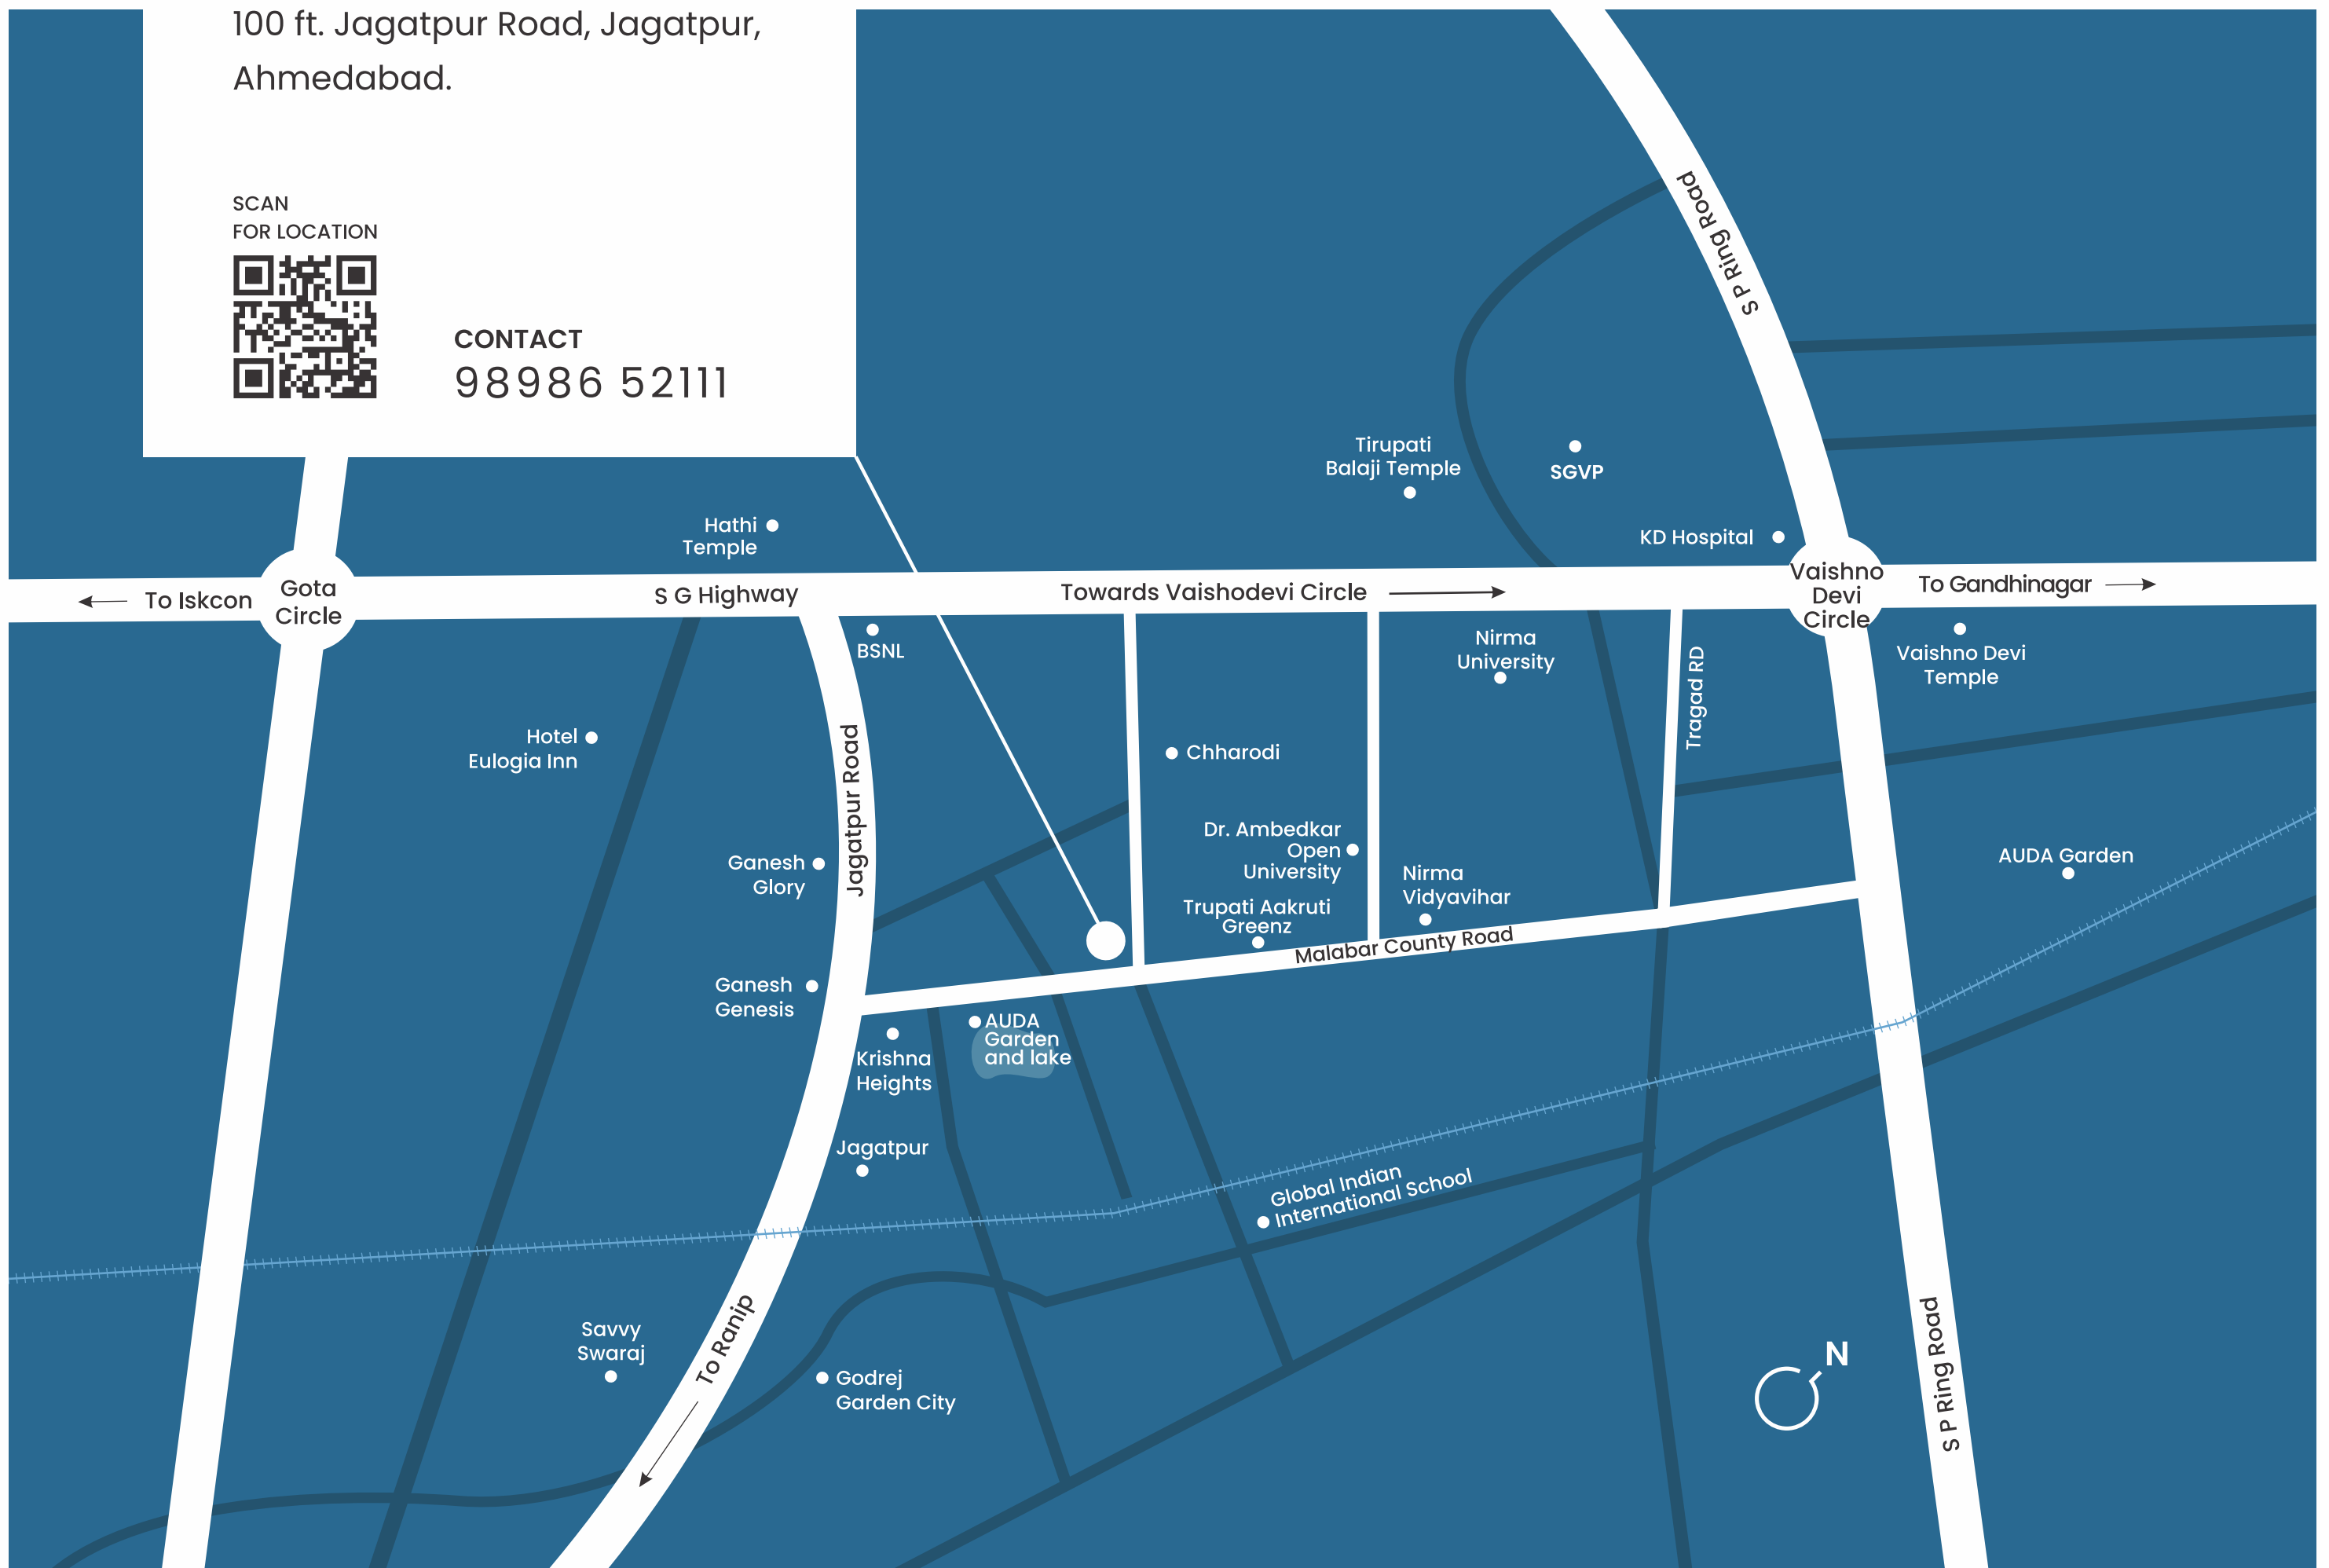 100 ft. Jagatpur Road, Jagatpur,
Ahmedabad.
SCAN
FOR LOCATION
CONTACT
98986 52111
S P Ring Road
Tirupati
Balaji Temple
SGVP
Hathi
Temple
KD Hospital
To Iskcon
Gota
Circle
S G Highway
Towards Vaishodevi Circle
Vaishno
Devi
Circle
To Gandhinagar
BSNL
Nirma
University
Tragad RD
Vaishno Devi
Temple
Hotel
Eulogia Inn
Jagatpur Road
Chharodi
Ganesh
Glory
Dr. Ambedkar
Open
University
Nirma
Vidyavihar
AUDA Garden
Trupati Aakruti
Greenz
Malabar County Road
Ganesh
Genesis
Krishna
Heights
AUDA
Garden
and lake
Jagatpur
Global Indian
International School
Savvy
Swaraj
To Ranip
Godrej
Garden City
N
S P Ring Road